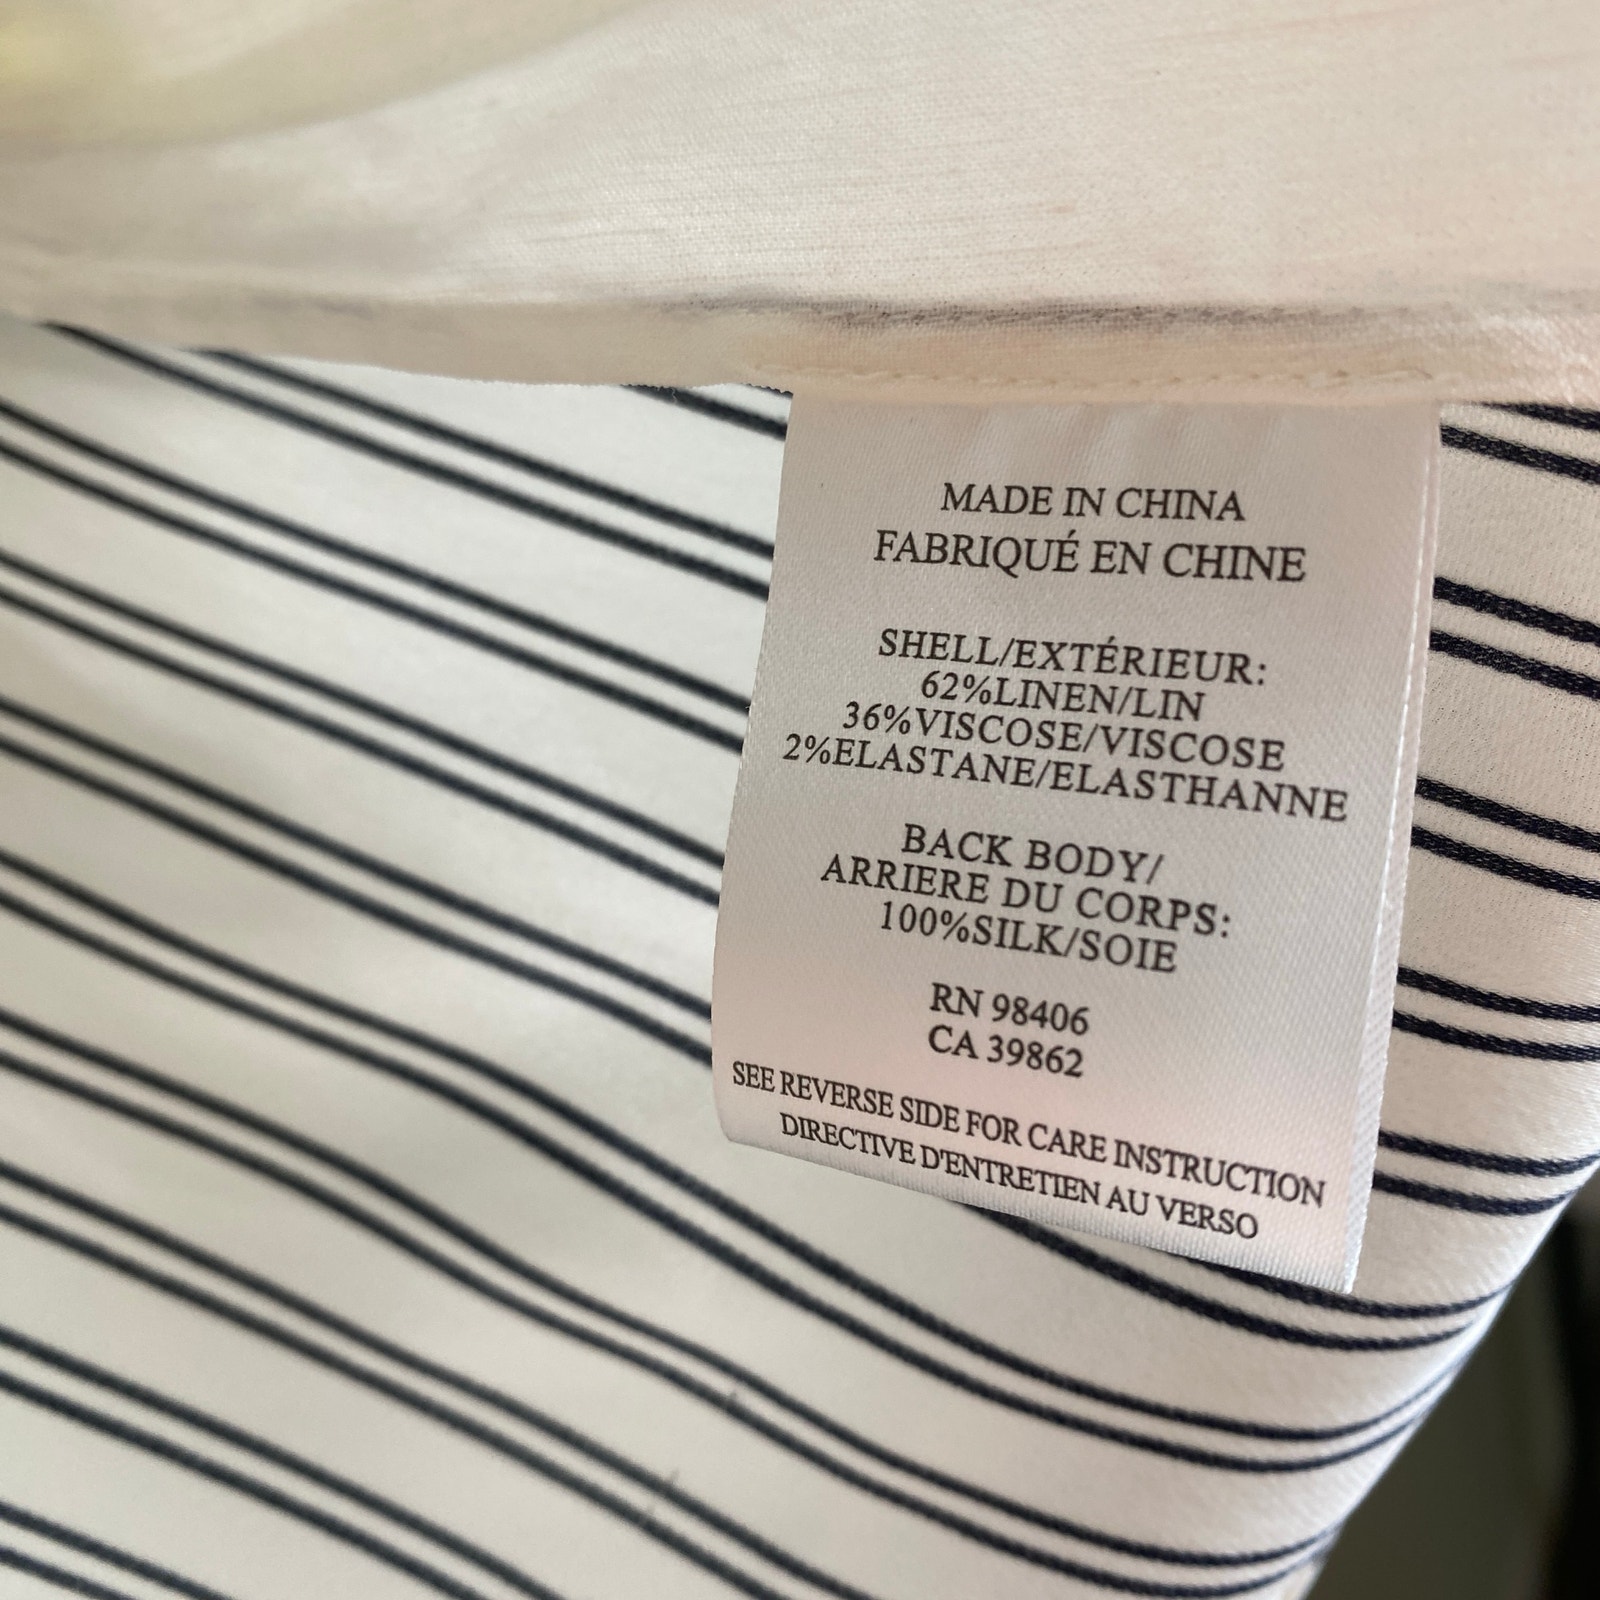 MADE IN CHINA
FABRIQUÉ EN CHINE
SHELL/EXTÉRIEUR:
62%LINEN/LIN
36%VISCOSE/VISCOSE
2%ELASTANE/ELASTHANNE
BACK BODY/
ARRIERE DU CORPS:
100%SILK/SOIE
RN 98406
CA 39862
SEE REVERSE SIDE FOR CARE INSTRUCTION
DIRECTIVE D'ENTRETIEN AU VERSO